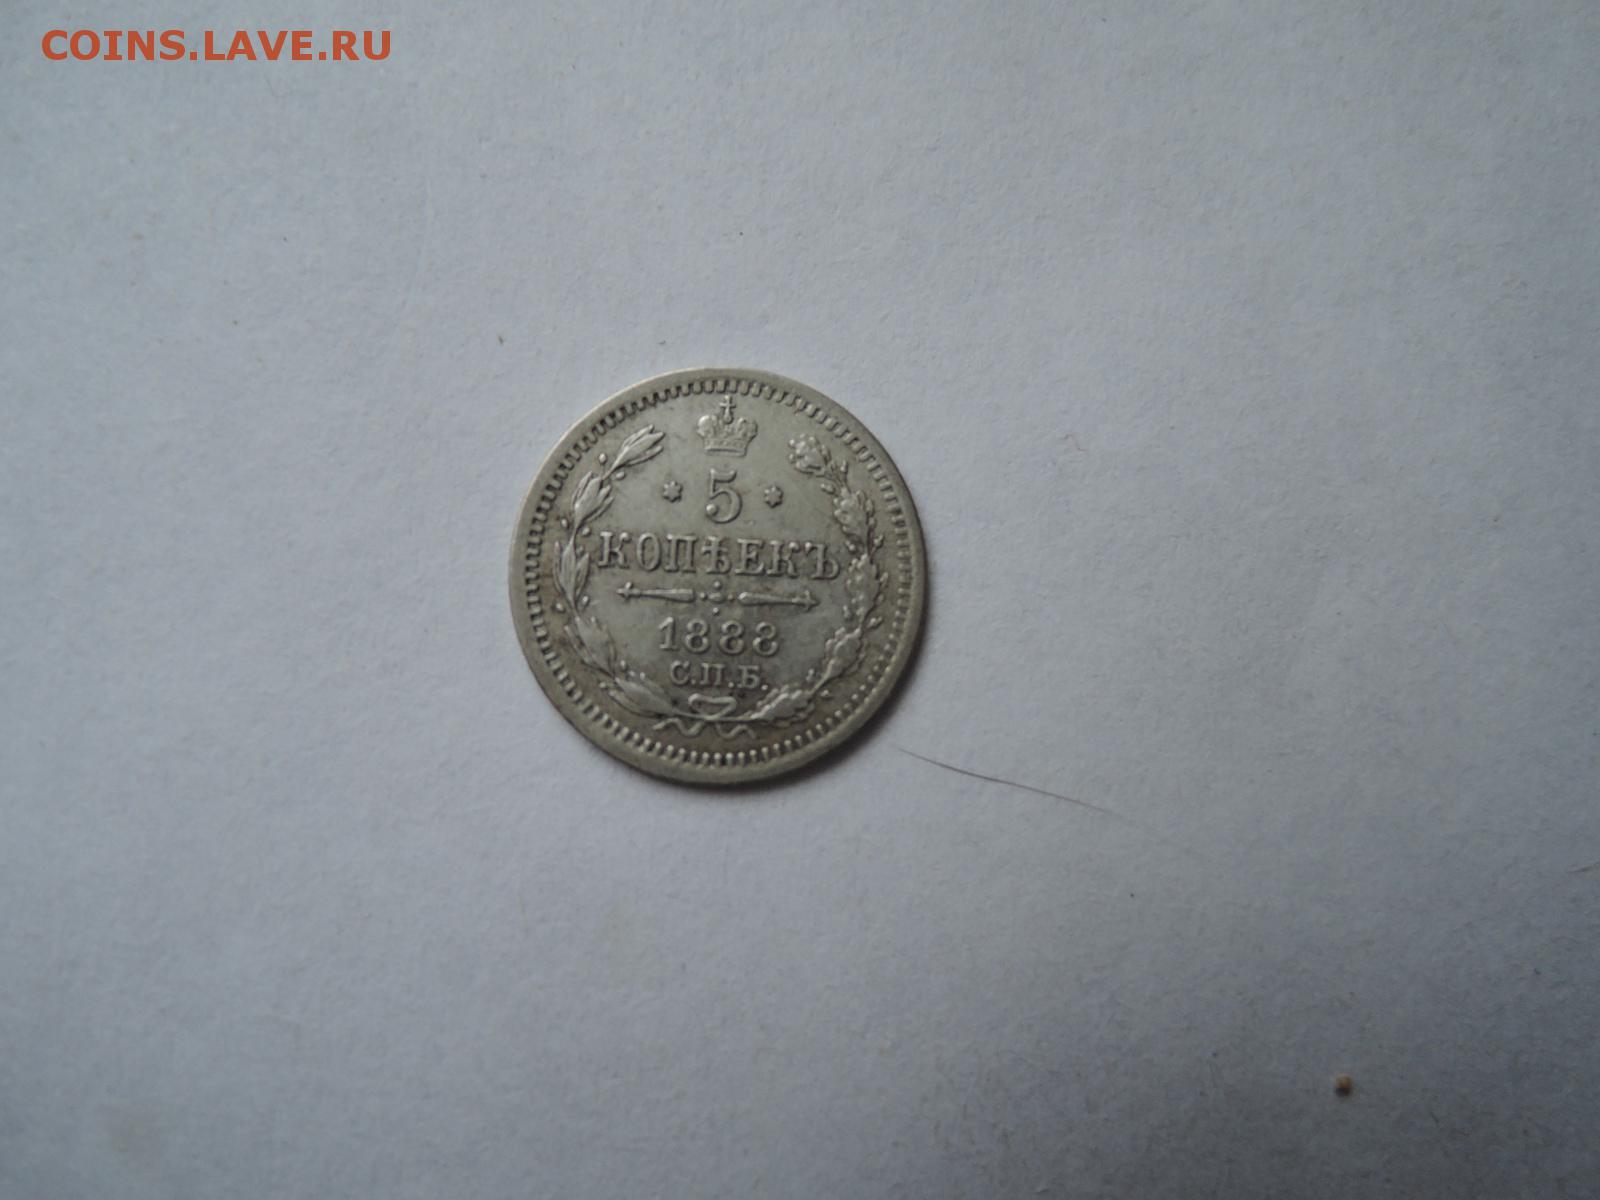 COINS.LAVE.RU
* 5 *
КОПѢЕКЪ
1888
С.П.Б.